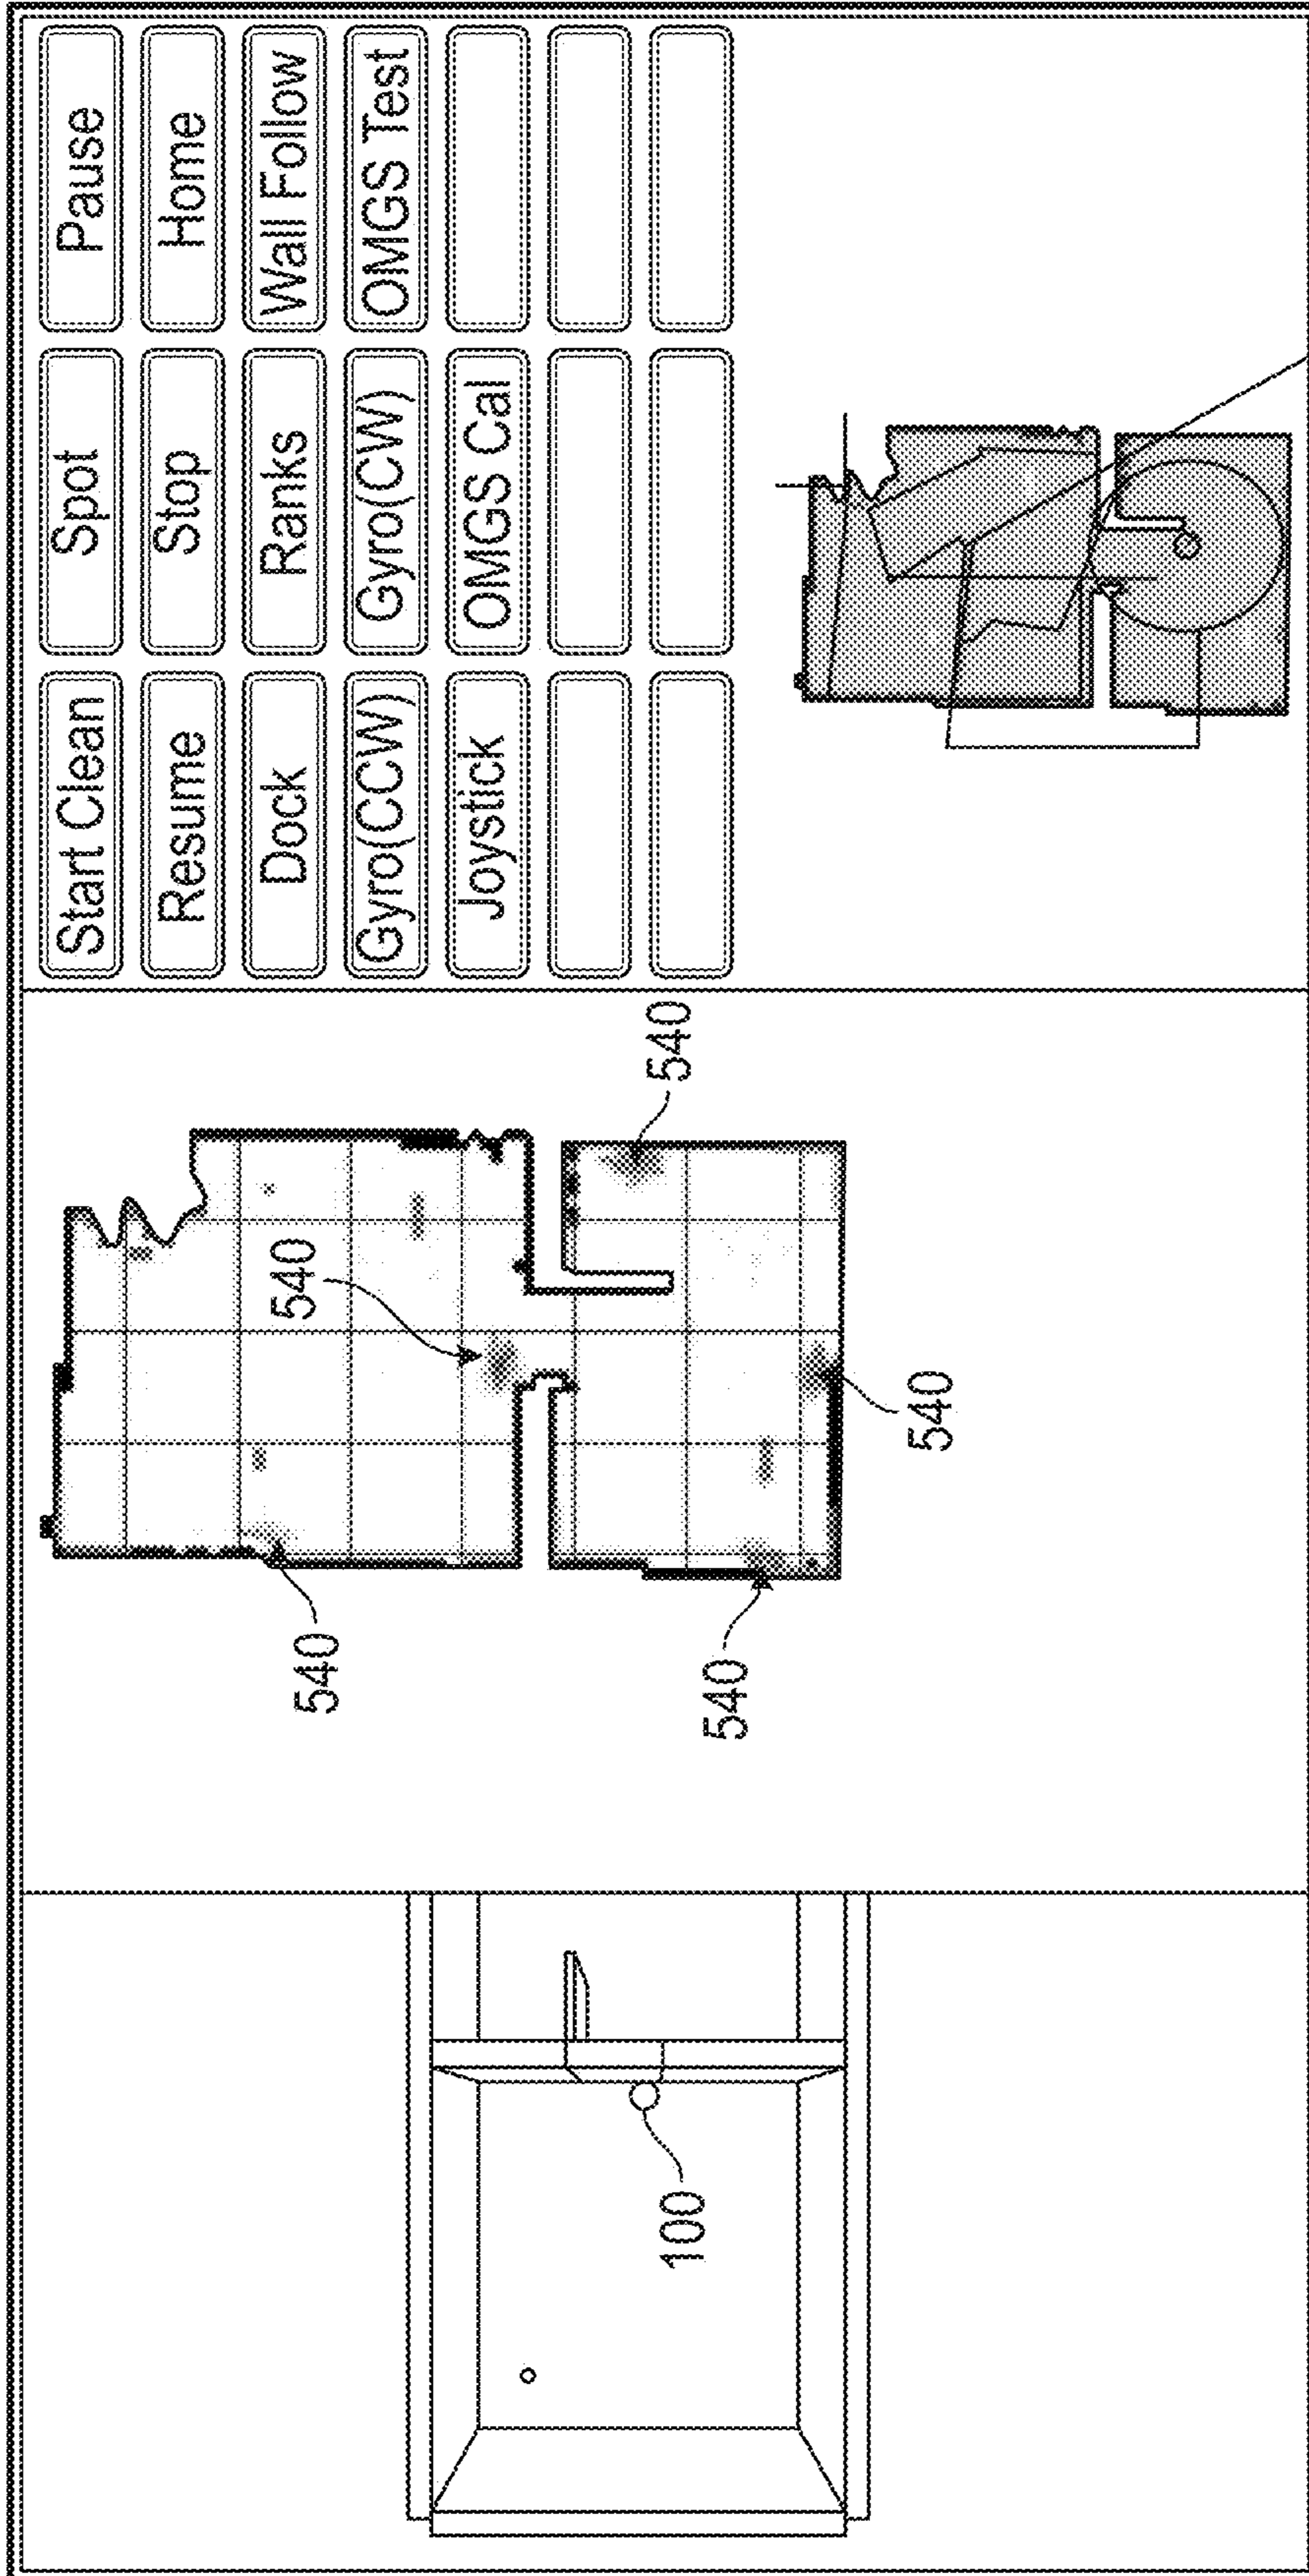 100
540
540
540
540
540
Start Clean
Spot
Pause
Resume
Stop
Home
Dock
Ranks
Wall Follow
Gyro(CCW)
Gyro(CW)
OMGS Test
Joystick
OMGS Cal